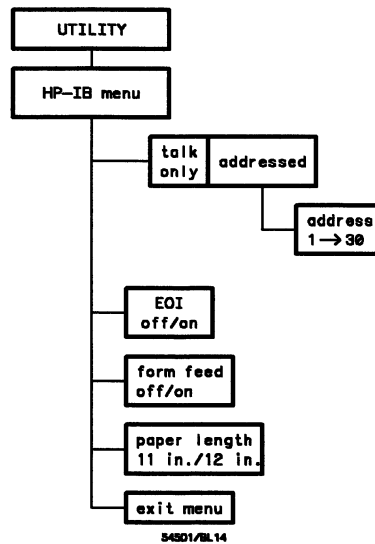 UTILITY
HP-IB menu
talk only
addressed
address
1→30
EOI
off/on
form feed
off/on
paper length
11 in./12 in.
exit menu
54501/BL14